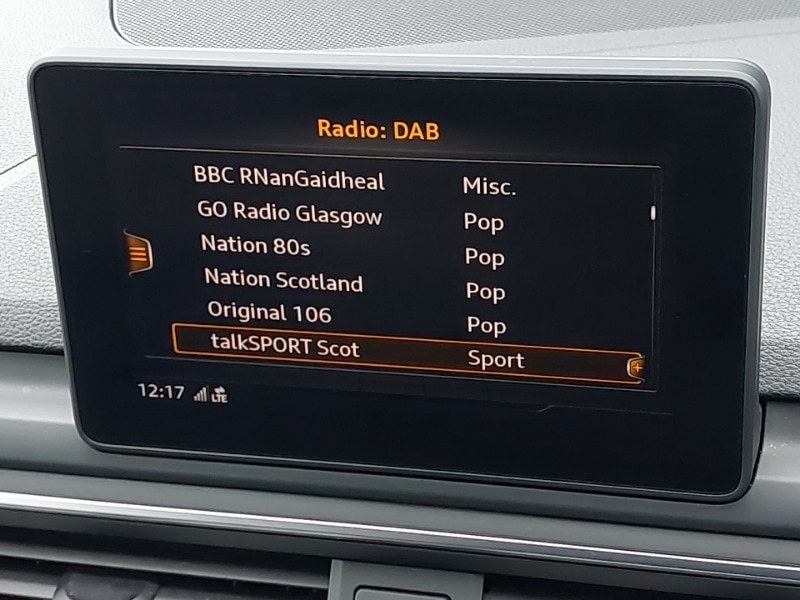 Radio: DAB
BBC RNanGaidheal Misc.
GO Radio Glasgow Pop
Nation 80s Pop
Nation Scotland Pop
Original 106 Pop
talkSPORT Scot Sport
12:17 LTE